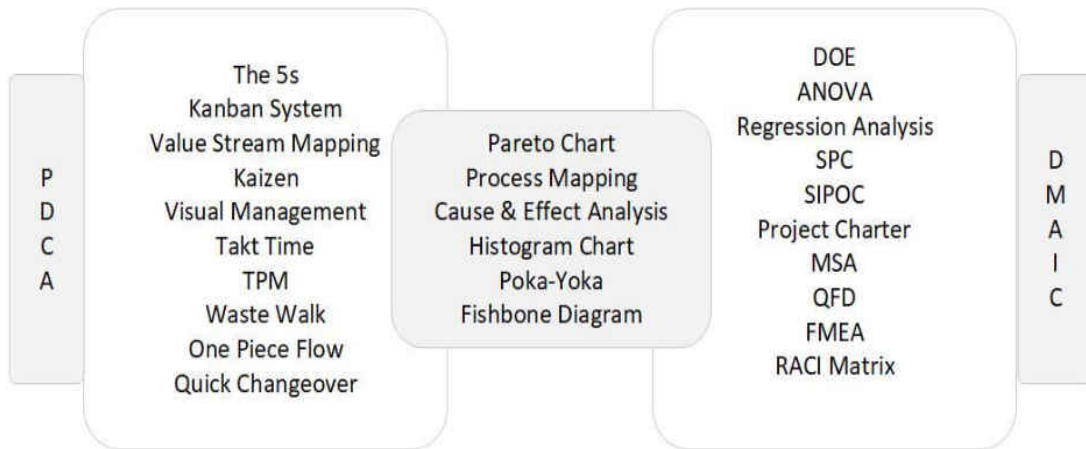 P
D
C
A
The 5s
Kanban System
Value Stream Mapping
Kaizen
Visual Management
Takt Time
TPM
Waste Walk
One Piece Flow
Quick Changeover
Pareto Chart
Process Mapping
Cause & Effect Analysis
Histogram Chart
Poka-Yoka
Fishbone Diagram
DOE
ANOVA
Regression Analysis
SPC
SIPOC
Project Charter
MSA
QFD
FMEA
RACI Matrix
D
M
A
I
C